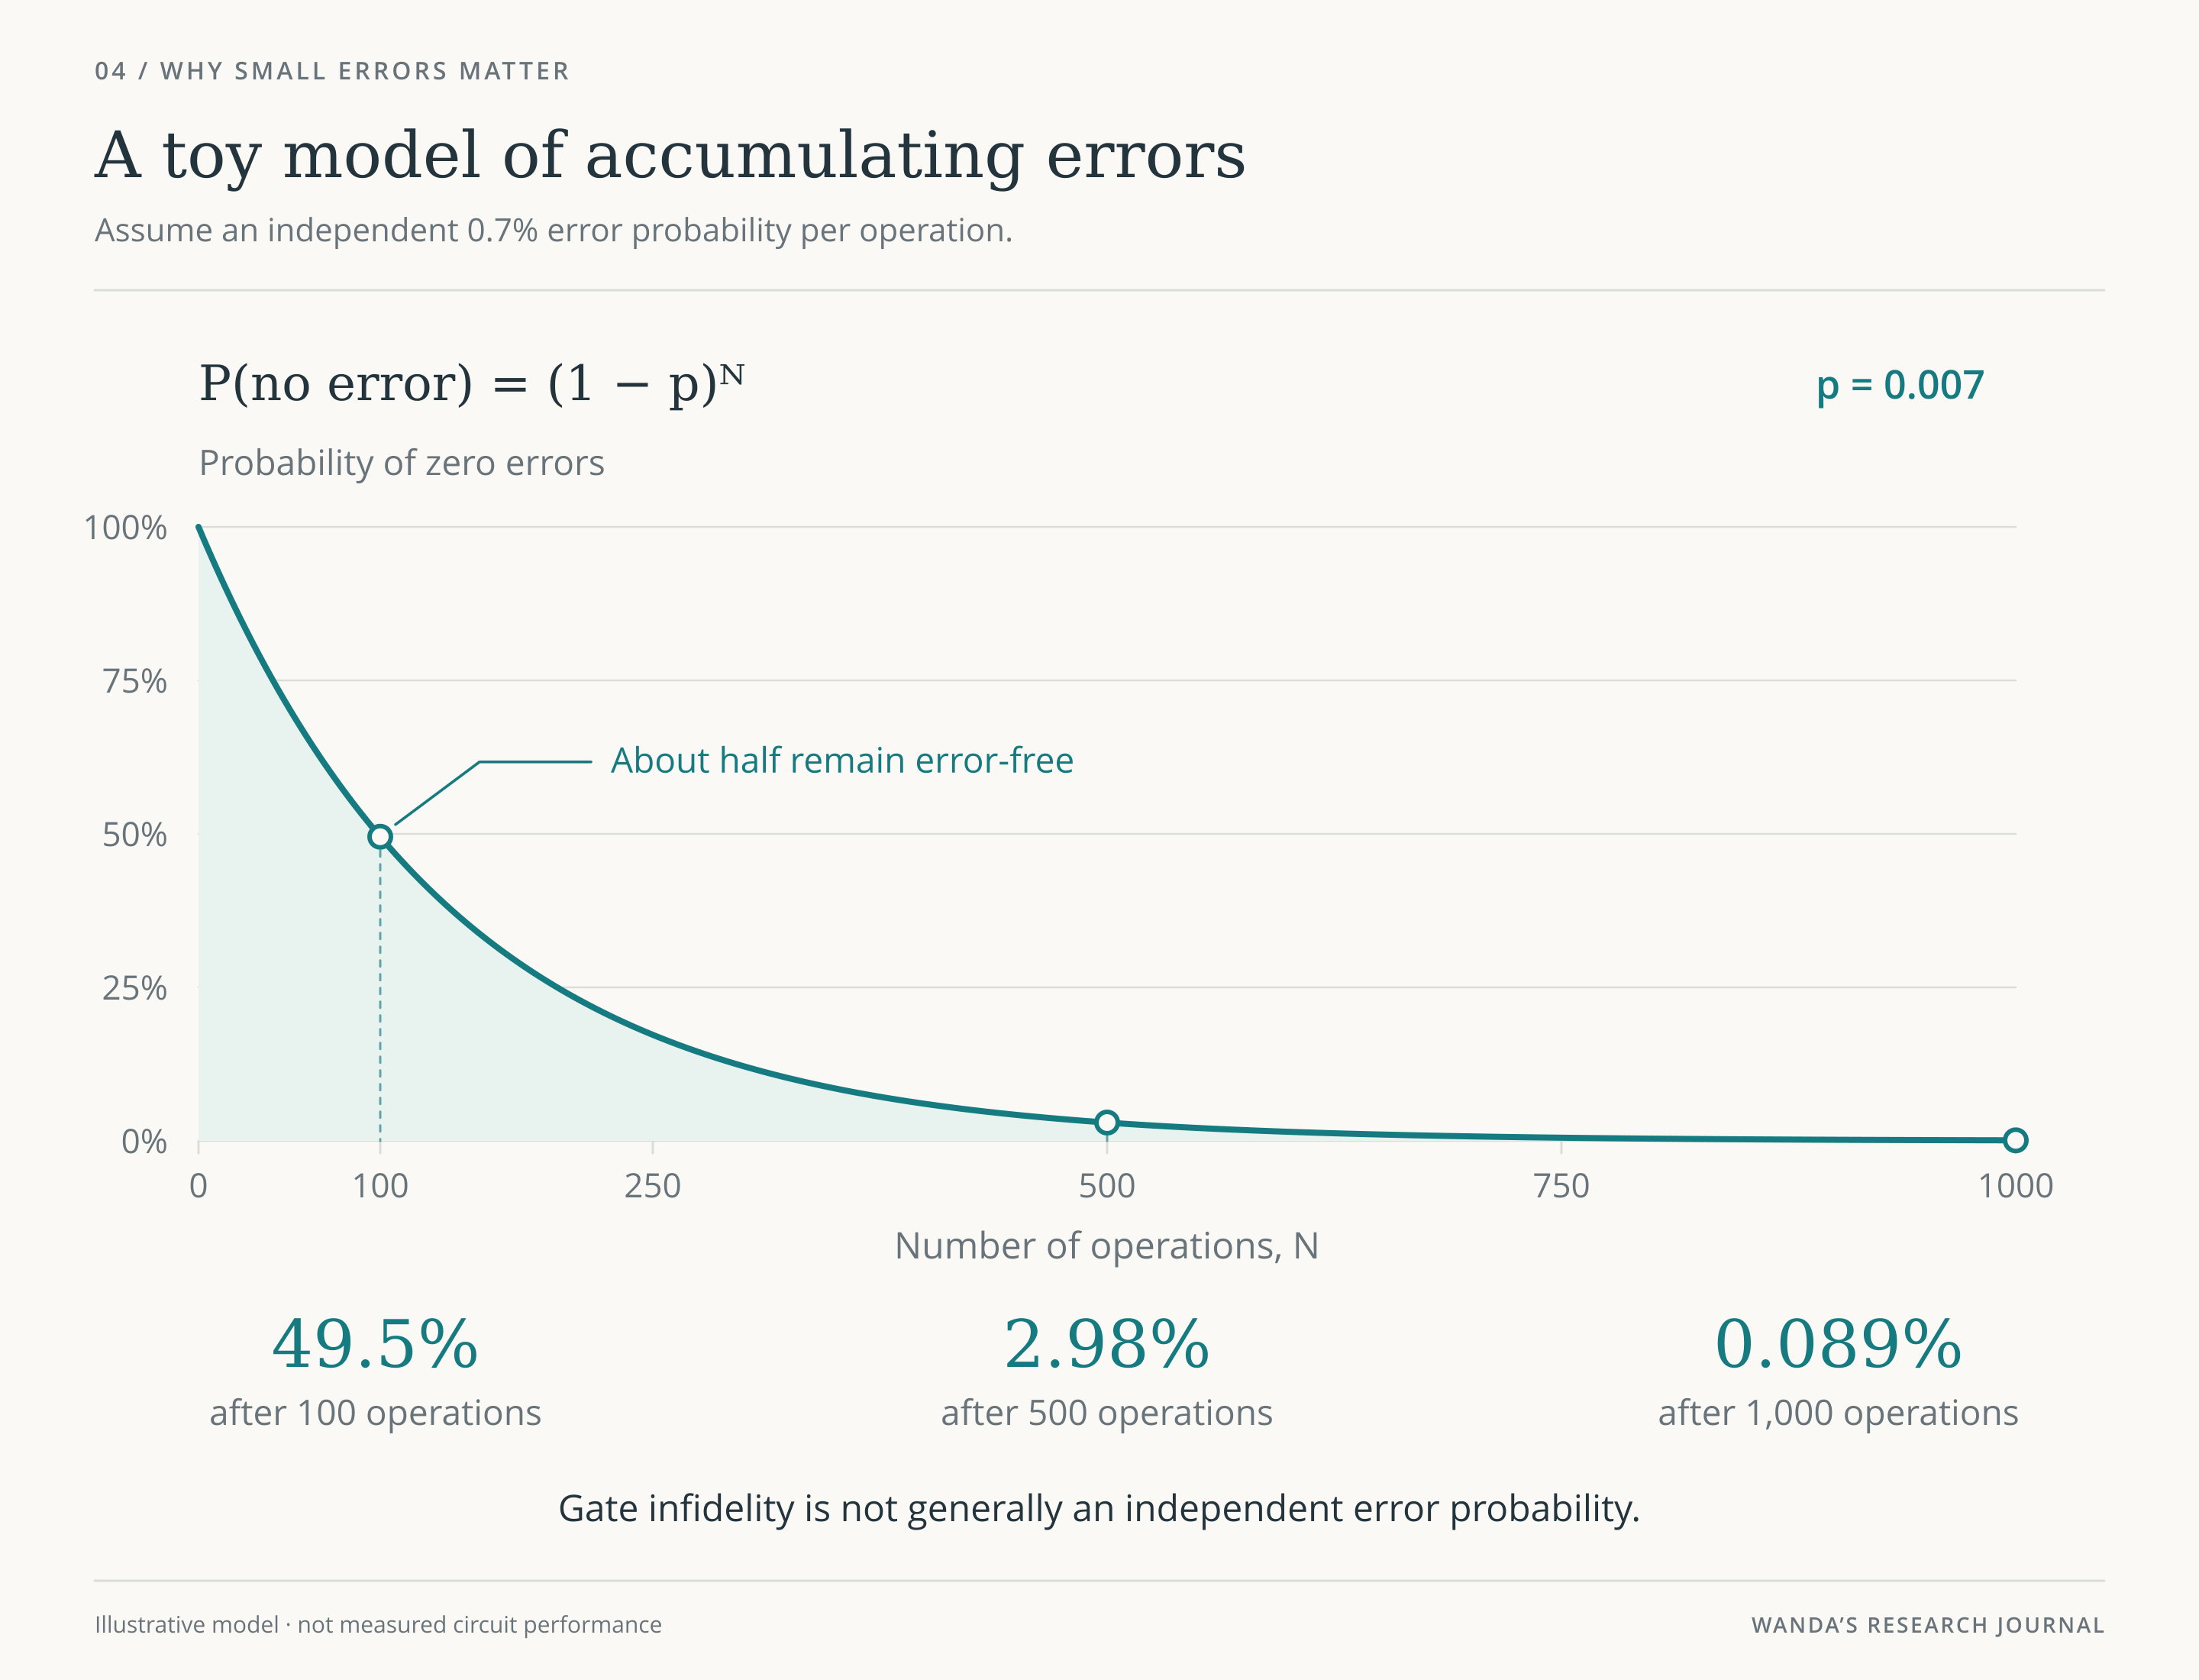 04 / WHY SMALL ERRORS MATTER
A toy model of accumulating errors
Assume an independent 0.7% error probability per operation.
P(no error) = (1 − p)ᴺ
p = 0.007
Probability of zero errors
100%
75%
About half remain error-free
50%
25%
0%
0 100 250 500 750 1000
Number of operations, N
49.5% 2.98% 0.089%
after 100 operations after 500 operations after 1,000 operations
Gate infidelity is not generally an independent error probability.
Illustrative model · not measured circuit performance
WANDA’S RESEARCH JOURNAL